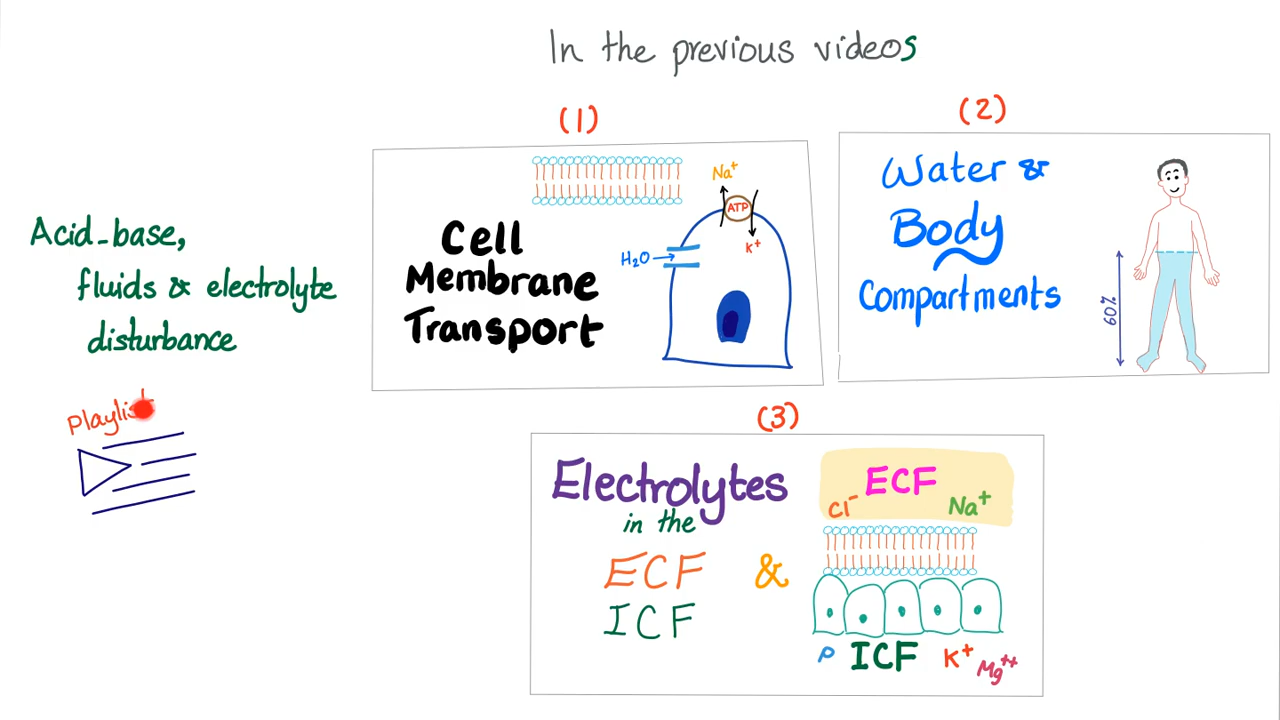 In the previous videos
(1)
(2)
Acid-base,
fluids & electrolyte
disturbance
Playlist
Cell
Membrane
Transport
Na+
ATP
K+
H2O
Water &
Body
Compartments
60%
(3)
Electrolytes
in the
ECF &
ICF
ECF
Cl- Na+
P ICF K+ Mg++